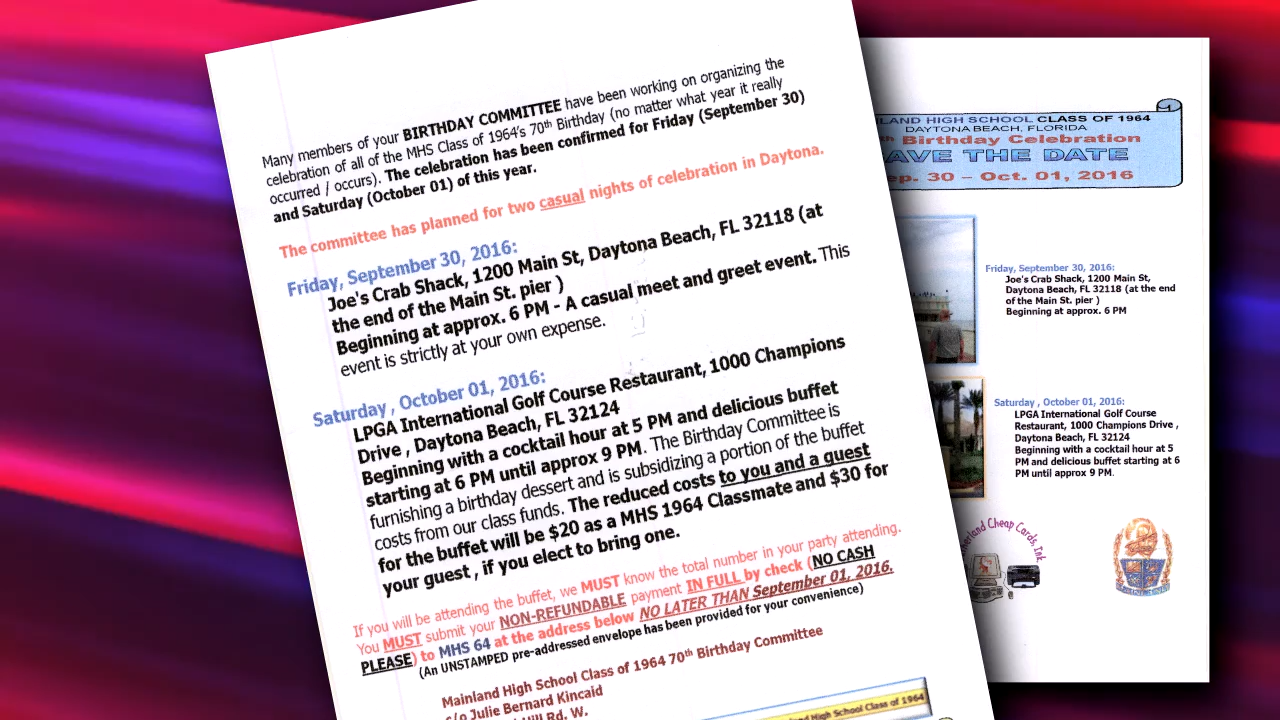 Many members of your BIRTHDAY COMMITTEE have been working on organizing the
celebration of all of the MHS Class of 1964's 70th Birthday (no matter what year it really
occurred / occurs). The celebration has been confirmed for Friday (September 30)
and Saturday (October 01) of this year.
The committee has planned for two casual nights of celebration in Daytona.
Friday, September 30, 2016:
Joe's Crab Shack, 1200 Main St, Daytona Beach, FL 32118 (at
the end of the Main St. pier )
Beginning at approx. 6 PM - A casual meet and greet event. This
event is strictly at your own expense.
Saturday , October 01, 2016:
LPGA International Golf Course Restaurant, 1000 Champions
Drive , Daytona Beach, FL 32124
Beginning with a cocktail hour at 5 PM and delicious buffet
starting at 6 PM until approx 9 PM. The Birthday Committee is
furnishing a birthday dessert and is subsidizing a portion of the buffet
costs from our class funds. The reduced costs to you and a guest
for the buffet will be $20 as a MHS 1964 Classmate and $30 for
your guest , if you elect to bring one.
If you will be attending the buffet, we MUST know the total number in your party attending.
You MUST submit your NON-REFUNDABLE payment IN FULL by check (NO CASH
PLEASE) to MHS 64 at the address below NO LATER THAN September 01, 2016.
(An UNSTAMPED pre-addressed envelope has been provided for your convenience)
Mainland High School Class of 1964 70th Birthday Committee
c/o Julie Bernard Kincaid
Hill Rd. W.
High School Class of 1964
HIGH SCHOOL CLASS OF 1964
DAYTONA BEACH, FLORIDA
Birthday Celebration
THE DATE
30 – Oct. 01, 2016
Friday, September 30, 2016:
Joe's Crab Shack, 1200 Main St,
Daytona Beach, FL 32118 (at the end
of the Main St. pier )
Beginning at approx. 6 PM
Saturday , October 01, 2016:
LPGA International Golf Course
Restaurant, 1000 Champions Drive ,
Daytona Beach, FL 32124
Beginning with a cocktail hour at 5
PM and delicious buffet starting at 6
PM until approx 9 PM.
Cheap Cards, Ink